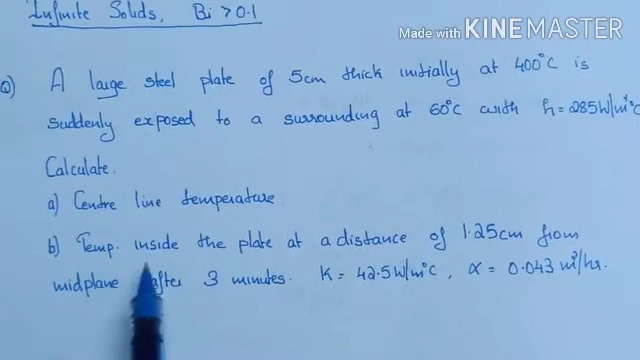 Infinite Solids, Bi > 0.1
Made with KINEMASTER
Q) A large steel plate of 5cm thick initially at 400°C is
suddenly exposed to a surrounding at 60°C with h = 285W/m²°C
Calculate.
a) Centre line temperature
b) Temp. inside the plate at a distance of 1.25cm from
midplane after 3 minutes. K = 42.5W/m°C, α = 0.043 m²/hr.